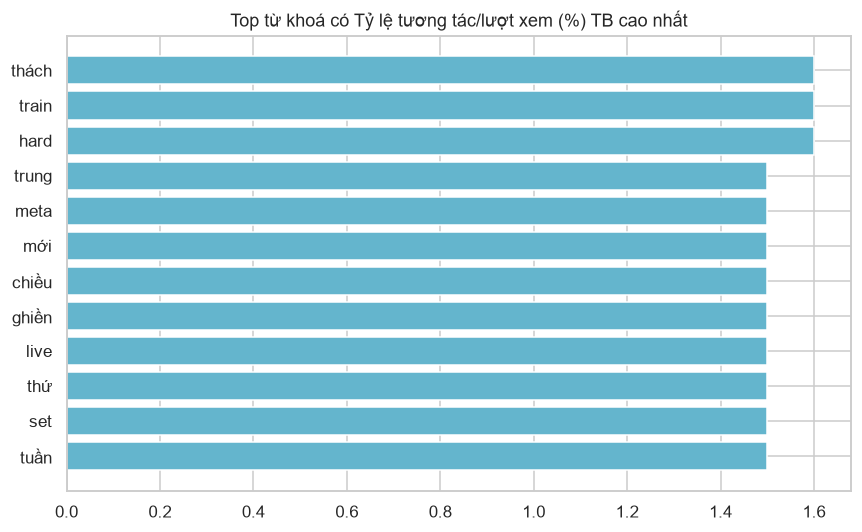 Top từ khoá có Tỷ lệ tương tác/lượt xem (%) TB cao nhất
thách
train
hard
trung
meta
mới
chiều
ghiền
live
thứ
set
tuần
0.0 0.2 0.4 0.6 0.8 1.0 1.2 1.4 1.6